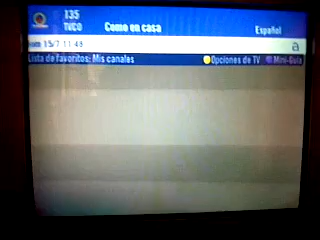 135
TVCO Como en casa Español
15/7 11:49 a
Lista de favoritos: Mis canales Opciones de TV Mini-Guía